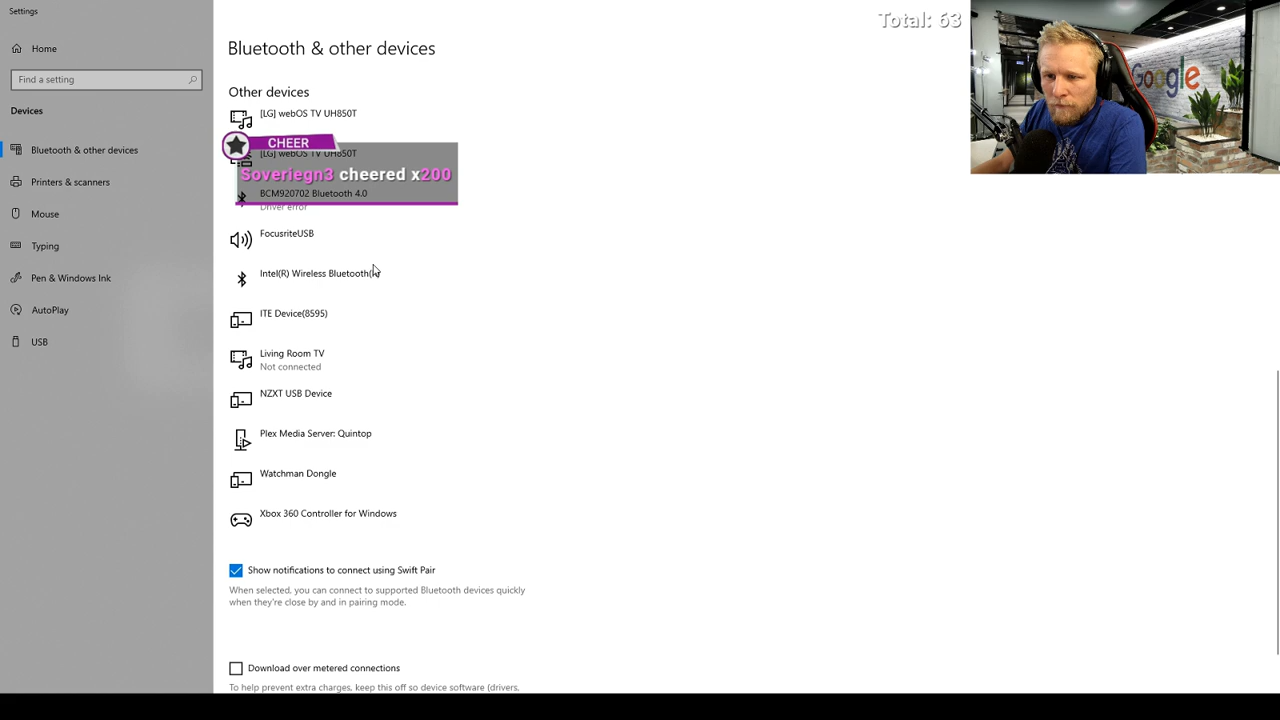 Settings
Home
Find a setting
Devices
Bluetooth & other devices
Printers & scanners
Mouse
Typing
Pen & Windows Ink
AutoPlay
USB
Bluetooth & other devices
Other devices
[LG] webOS TV UH850T
CHEER
[LG] webOS TV UH850T
Soveriegn3 cheered x200
BCM920702 Bluetooth 4.0
Driver error
FocusriteUSB
Intel(R) Wireless Bluetooth(R)
ITE Device(8595)
Living Room TV
Not connected
NZXT USB Device
Plex Media Server: Quintop
Watchman Dongle
Xbox 360 Controller for Windows
Show notifications to connect using Swift Pair
When selected, you can connect to supported Bluetooth devices quickly
when they're close by and in pairing mode.
Download over metered connections
To help prevent extra charges, keep this off so device software (drivers,
Total: 63
Google